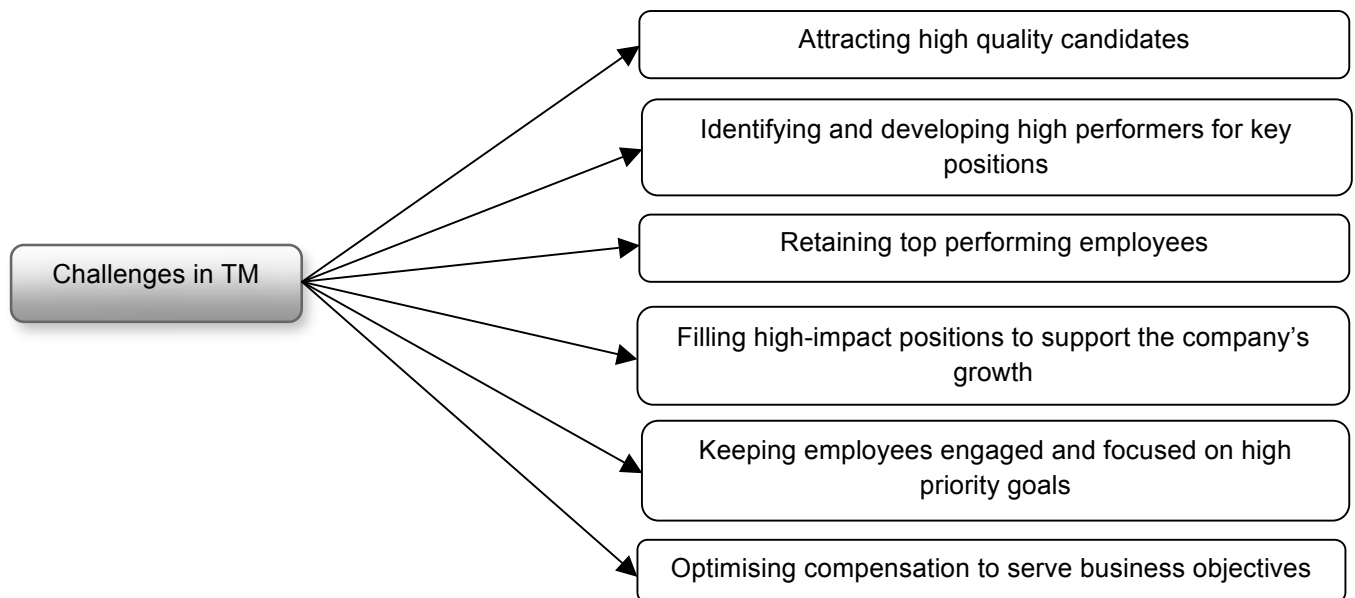 Attracting high quality candidates
Identifying and developing high performers for key
positions
Retaining top performing employees
Challenges in TM
Filling high-impact positions to support the company’s
growth
Keeping employees engaged and focused on high
priority goals
Optimising compensation to serve business objectives